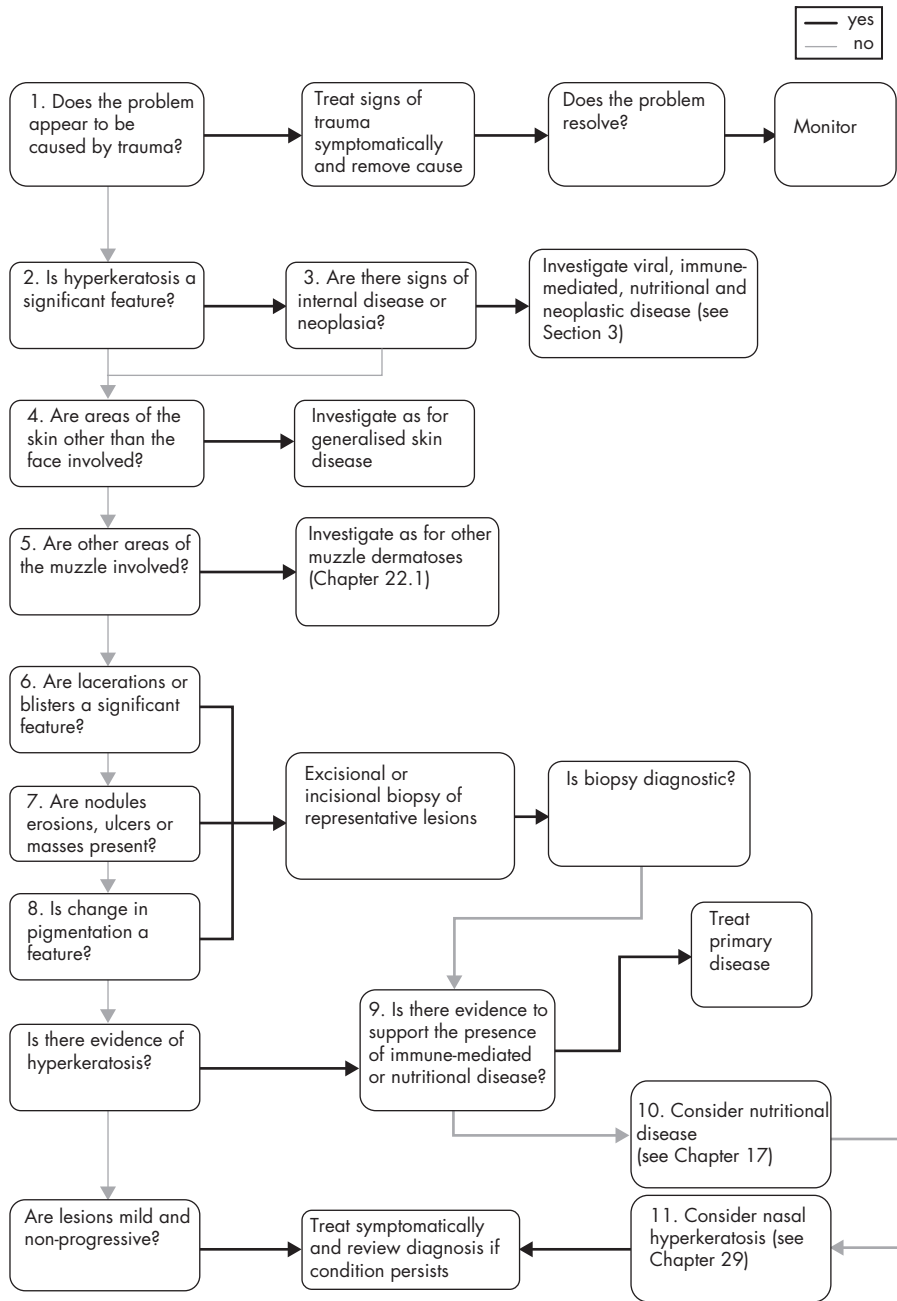 yes
no
1. Does the problem
appear to be
caused by trauma?
Treat signs of
trauma
symptomatically
and remove cause
Does the problem
resolve?
Monitor
2. Is hyperkeratosis a
significant feature?
3. Are there signs of
internal disease or
neoplasia?
Investigate viral, immune-
mediated, nutritional and
neoplastic disease (see
Section 3)
4. Are areas of the
skin other than the
face involved?
Investigate as for
generalised skin
disease
5. Are other areas of
the muzzle involved?
Investigate as for other
muzzle dermatoses
(Chapter 22.1)
6. Are lacerations or
blisters a significant
feature?
7. Are nodules
erosions, ulcers or
masses present?
Excisional or
incisional biopsy of
representative lesions
Is biopsy diagnostic?
8. Is change in
pigmentation a
feature?
Treat
primary
disease
Is there evidence of
hyperkeratosis?
9. Is there evidence to
support the presence
of immune-mediated
or nutritional disease?
10. Consider nutritional
disease
(see Chapter 17)
Are lesions mild and
non-progressive?
Treat symptomatically
and review diagnosis if
condition persists
11. Consider nasal
hyperkeratosis (see
Chapter 29)